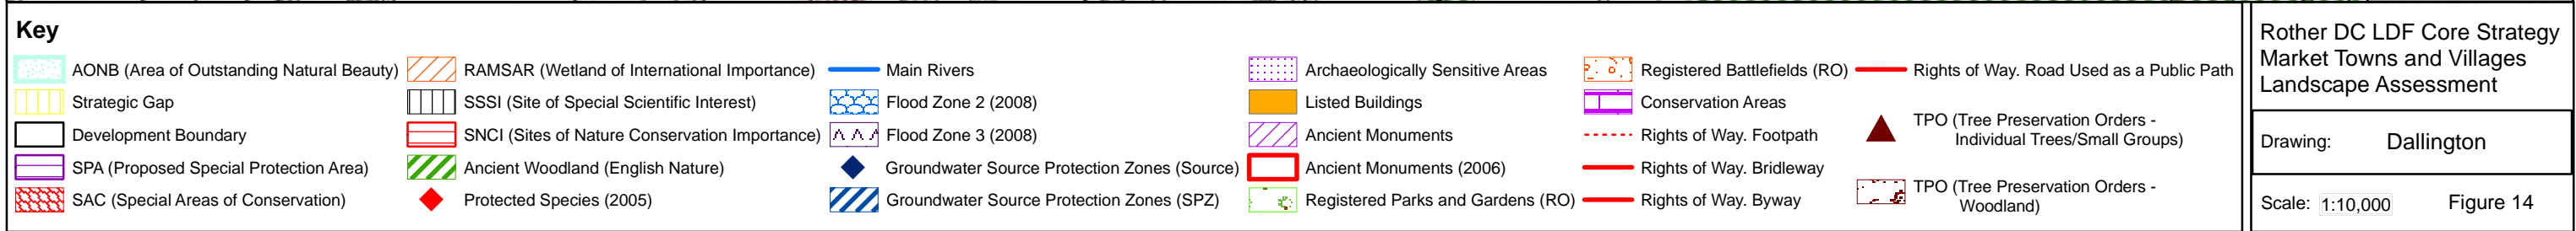 Key
AONB (Area of Outstanding Natural Beauty)
Strategic Gap
Development Boundary
SPA (Proposed Special Protection Area)
SAC (Special Areas of Conservation)
RAMSAR (Wetland of International Importance)
SSSI (Site of Special Scientific Interest)
SNCI (Sites of Nature Conservation Importance)
Ancient Woodland (English Nature)
Protected Species (2005)
Main Rivers
Flood Zone 2 (2008)
Flood Zone 3 (2008)
Groundwater Source Protection Zones (Source)
Groundwater Source Protection Zones (SPZ)
Archaeologically Sensitive Areas
Listed Buildings
Ancient Monuments
Ancient Monuments (2006)
Registered Parks and Gardens (RO)
Registered Battlefields (RO)
Conservation Areas
Rights of Way. Footpath
Rights of Way. Bridleway
Rights of Way. Byway
Rights of Way. Road Used as a Public Path
TPO (Tree Preservation Orders -
Individual Trees/Small Groups)
TPO (Tree Preservation Orders -
Woodland)
Rother DC LDF Core Strategy
Market Towns and Villages
Landscape Assessment
Drawing: Dallington
Scale: 1:10,000 Figure 14